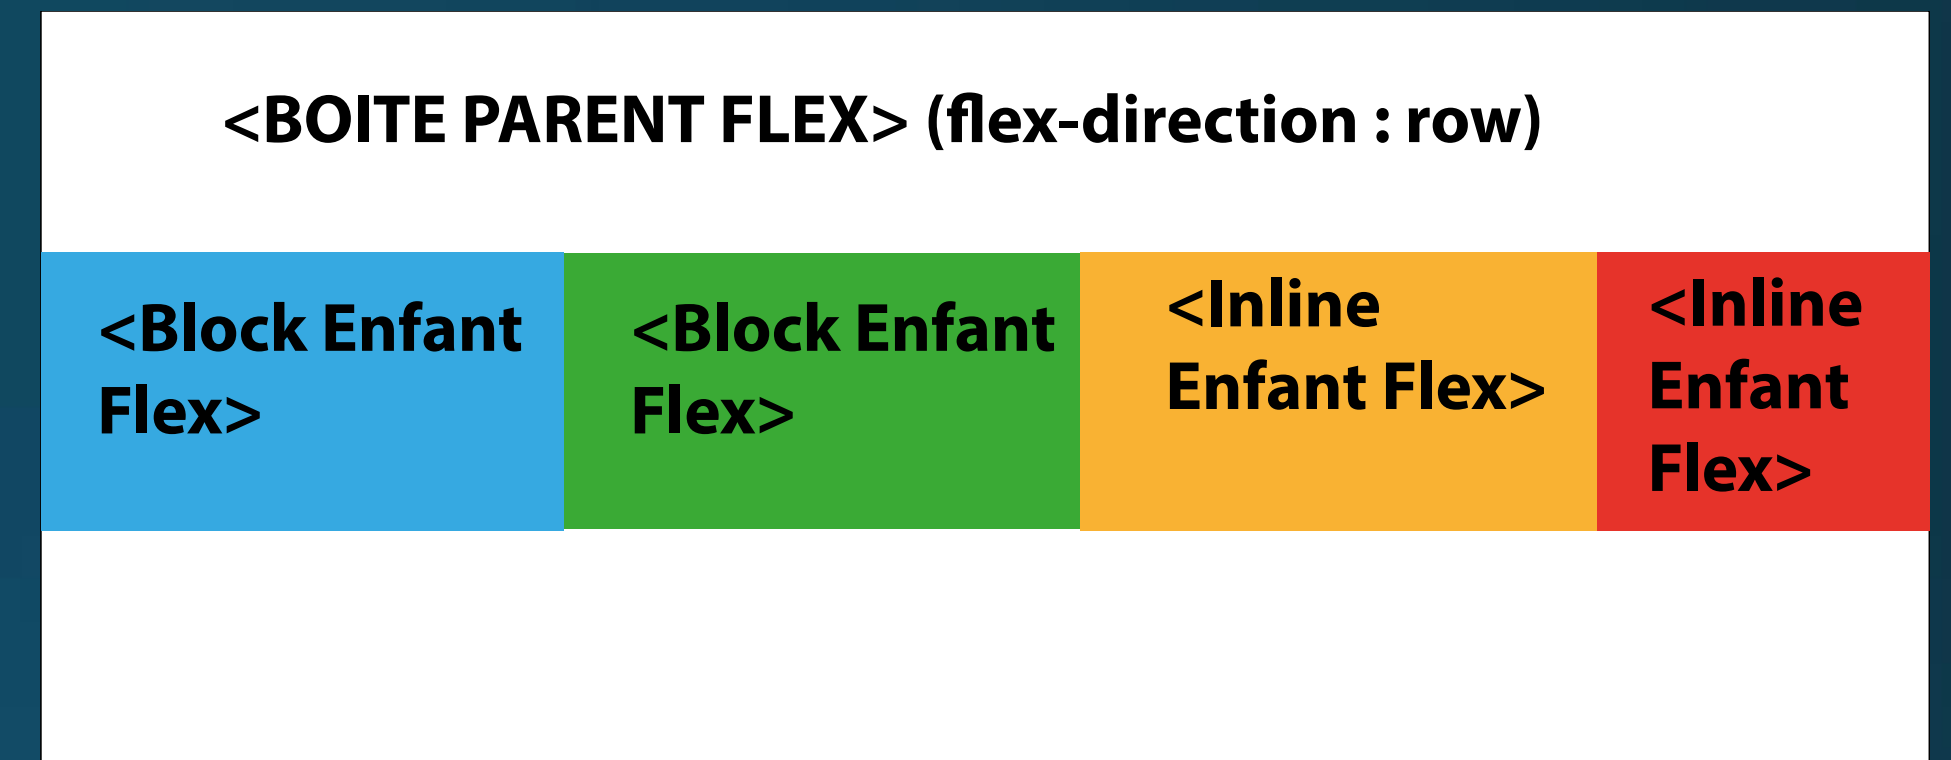 <BOITE PARENT FLEX> (flex-direction : row)
<Block Enfant
Flex>
<Block Enfant
Flex>
<Inline
Enfant Flex>
<Inline
Enfant
Flex>